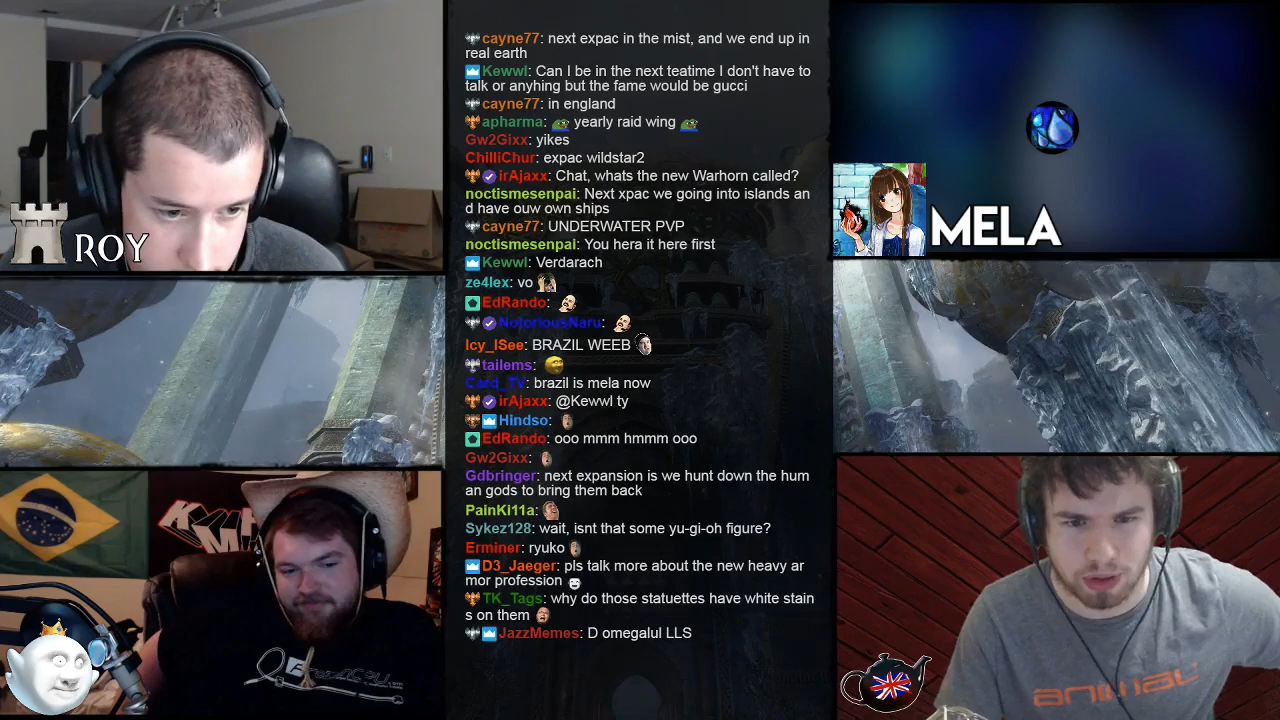 cayne77: next expac in the mist, and we end up in
real earth
Kewwl: Can I be in the next teatime I don't have to
talk or anyhing but the fame would be gucci
cayne77: in england
apharma: yearly raid wing
Gw2Gixx: yikes
ChilliChur: expac wildstar2
irAjaxx: Chat, whats the new Warhorn called?
noctismesenpai: Next xpac we going into islands an
d have ouw own ships
cayne77: UNDERWATER PVP
noctismesenpai: You hera it here first
Kewwl: Verdarach
ze4lex: vo
EdRando:
NotoriousNaru:
Icy_ISee: BRAZIL WEEB
tailems:
Card_TV: brazil is mela now
irAjaxx: @Kewwl ty
Hindso:
EdRando: ooo mmm hmmm ooo
Gw2Gixx:
Gdbringer: next expansion is we hunt down the hum
an gods to bring them back
PainKi11a:
Sykez128: wait, isnt that some yu-gi-oh figure?
Erminer: ryuko
D3_Jaeger: pls talk more about the new heavy ar
mor profession
TK_Tags: why do those statuettes have white stain
s on them
JazzMemes: D omegalul LLS
ROY
MELA
ANIMAL